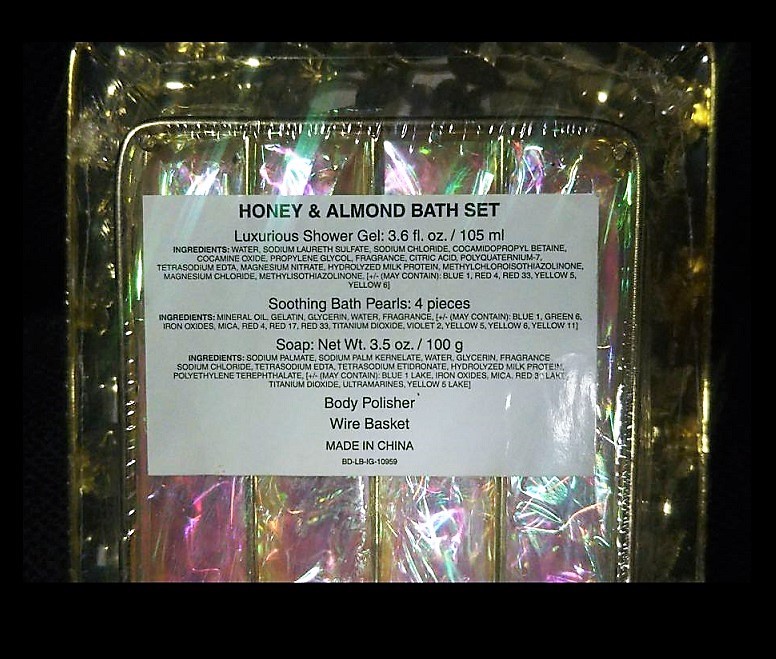 HONEY & ALMOND BATH SET
Luxurious Shower Gel: 3.6 fl. oz. / 105 ml
INGREDIENTS: WATER, SODIUM LAURETH SULFATE, SODIUM CHLORIDE, COCAMIDOPROPYL BETAINE,
COCAMINE OXIDE, PROPYLENE GLYCOL, FRAGRANCE, CITRIC ACID, POLYQUATERNIUM-7,
TETRASODIUM EDTA, MAGNESIUM NITRATE, HYDROLYZED MILK PROTEIN, METHYLCHLOROISOTHIAZOLINONE,
MAGNESIUM CHLORIDE, METHYLISOTHIAZOLINONE, [+/- (MAY CONTAIN): BLUE 1, RED 4, RED 33, YELLOW 5,
YELLOW 6]
Soothing Bath Pearls: 4 pieces
INGREDIENTS: MINERAL OIL, GELATIN, GLYCERIN, WATER, FRAGRANCE, [+/- (MAY CONTAIN): BLUE 1, GREEN 6,
IRON OXIDES, MICA, RED 4, RED 17, RED 33, TITANIUM DIOXIDE, VIOLET 2, YELLOW 5, YELLOW 6, YELLOW 11]
Soap: Net Wt. 3.5 oz. / 100 g
INGREDIENTS: SODIUM PALMATE, SODIUM PALM KERNELATE, WATER, GLYCERIN, FRAGRANCE
SODIUM CHLORIDE, TETRASODIUM EDTA, TETRASODIUM ETIDRONATE, HYDROLYZED MILK PROTEIN,
POLYETHYLENE TEREPHTHALATE, [+/- (MAY CONTAIN): BLUE 1 LAKE, IRON OXIDES, MICA, RED LAKE,
TITANIUM DIOXIDE, ULTRAMARINES, YELLOW 5 LAKE]
Body Polisher
Wire Basket
MADE IN CHINA
BD-LB-IG-10959